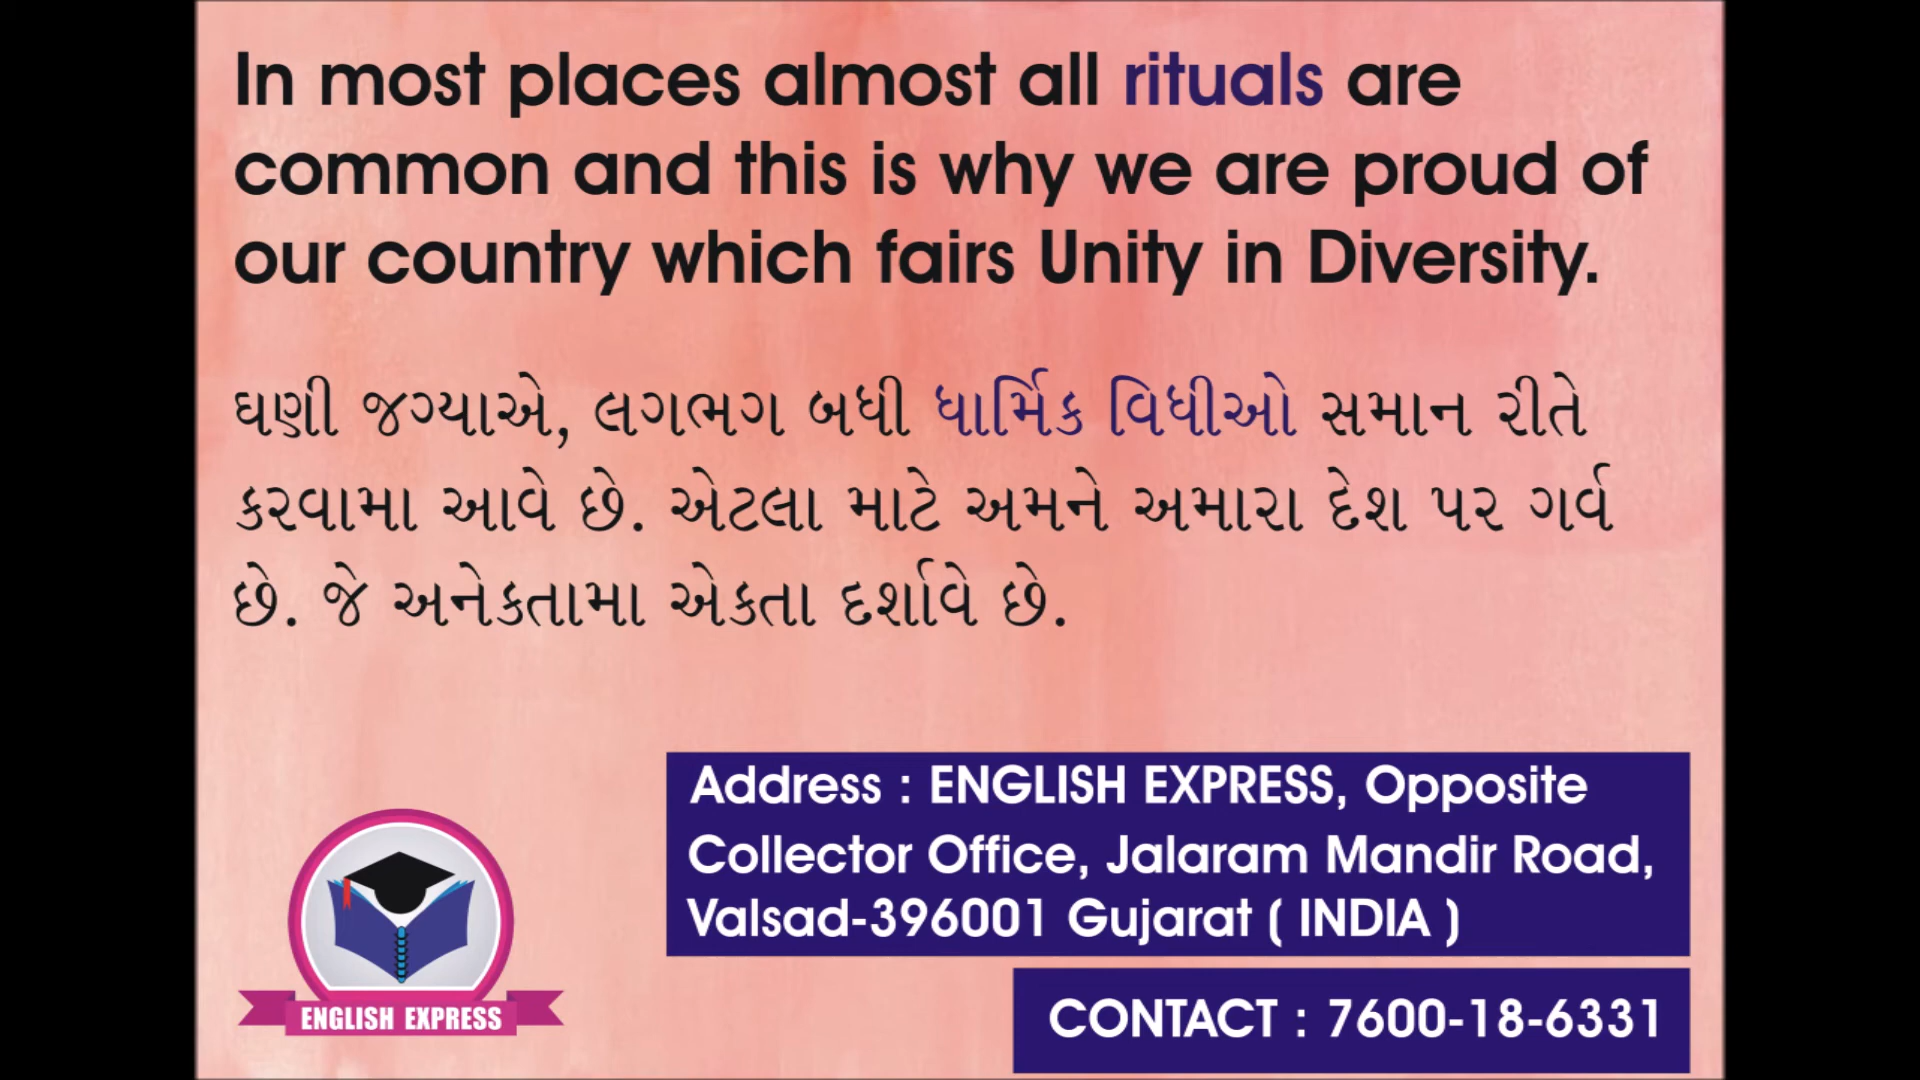 In most places almost all rituals are
common and this is why we are proud of
our country which fairs Unity in Diversity.
ઘણી જગ્યાએ, લગભગ બધી ધાર્મિક વિધીઓ સમાન રીતે
કરવામા આવે છે. એટલા માટે અમને અમારા દેશ પર ગર્વ
છે. જે અનેકતામા એકતા દર્શાવે છે.
Address : ENGLISH EXPRESS, Opposite
Collector Office, Jalaram Mandir Road,
Valsad-396001 Gujarat ( INDIA )
ENGLISH EXPRESS
CONTACT : 7600-18-6331